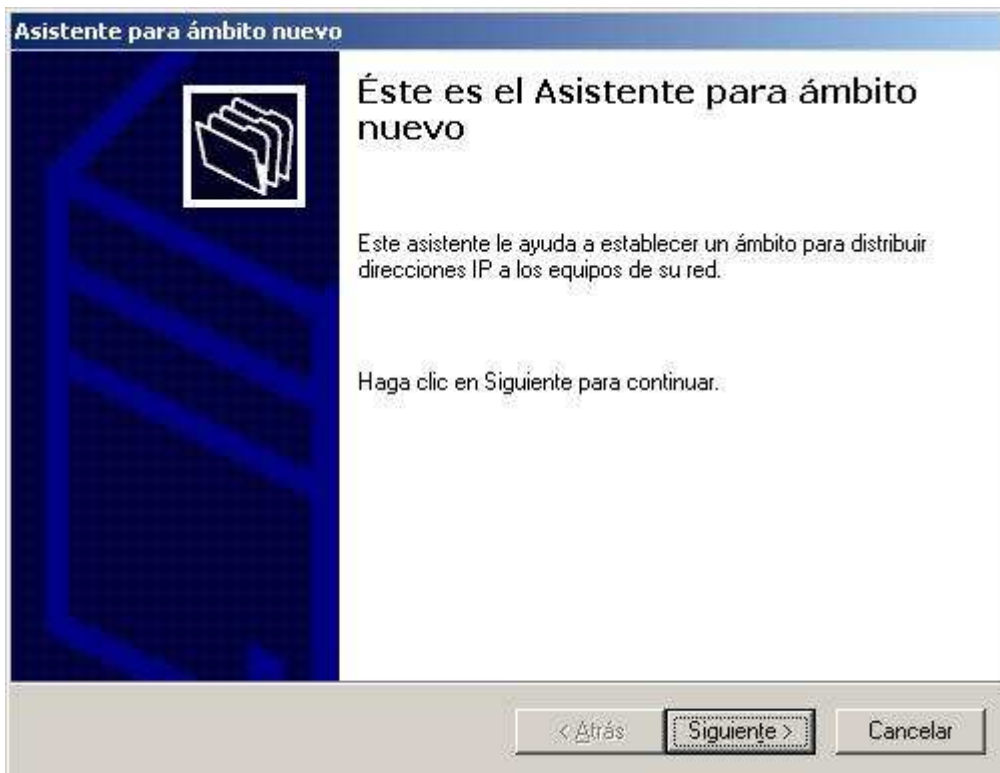 Asistente para ámbito nuevo
Éste es el Asistente para ámbito
nuevo
Este asistente le ayuda a establecer un ámbito para distribuir
direcciones IP a los equipos de su red.
Haga clic en Siguiente para continuar.
< Atrás
Siguiente >
Cancelar